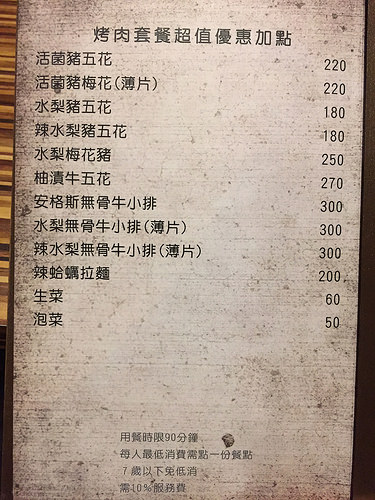 烤肉套餐超值優惠加點
活菌豬五花 220
活菌豬梅花(薄片) 220
水梨豬五花 180
辣水梨豬五花 180
水梨梅花豬 250
柚漬牛五花 270
安格斯無骨牛小排 300
水梨無骨牛小排(薄片) 300
辣水梨無骨牛小排(薄片) 300
辣蛤蠣拉麵 200
生菜 60
泡菜 50
用餐時限90分鐘
每人最低消費需點一份餐點
7歲以下免低消
需10%服務費